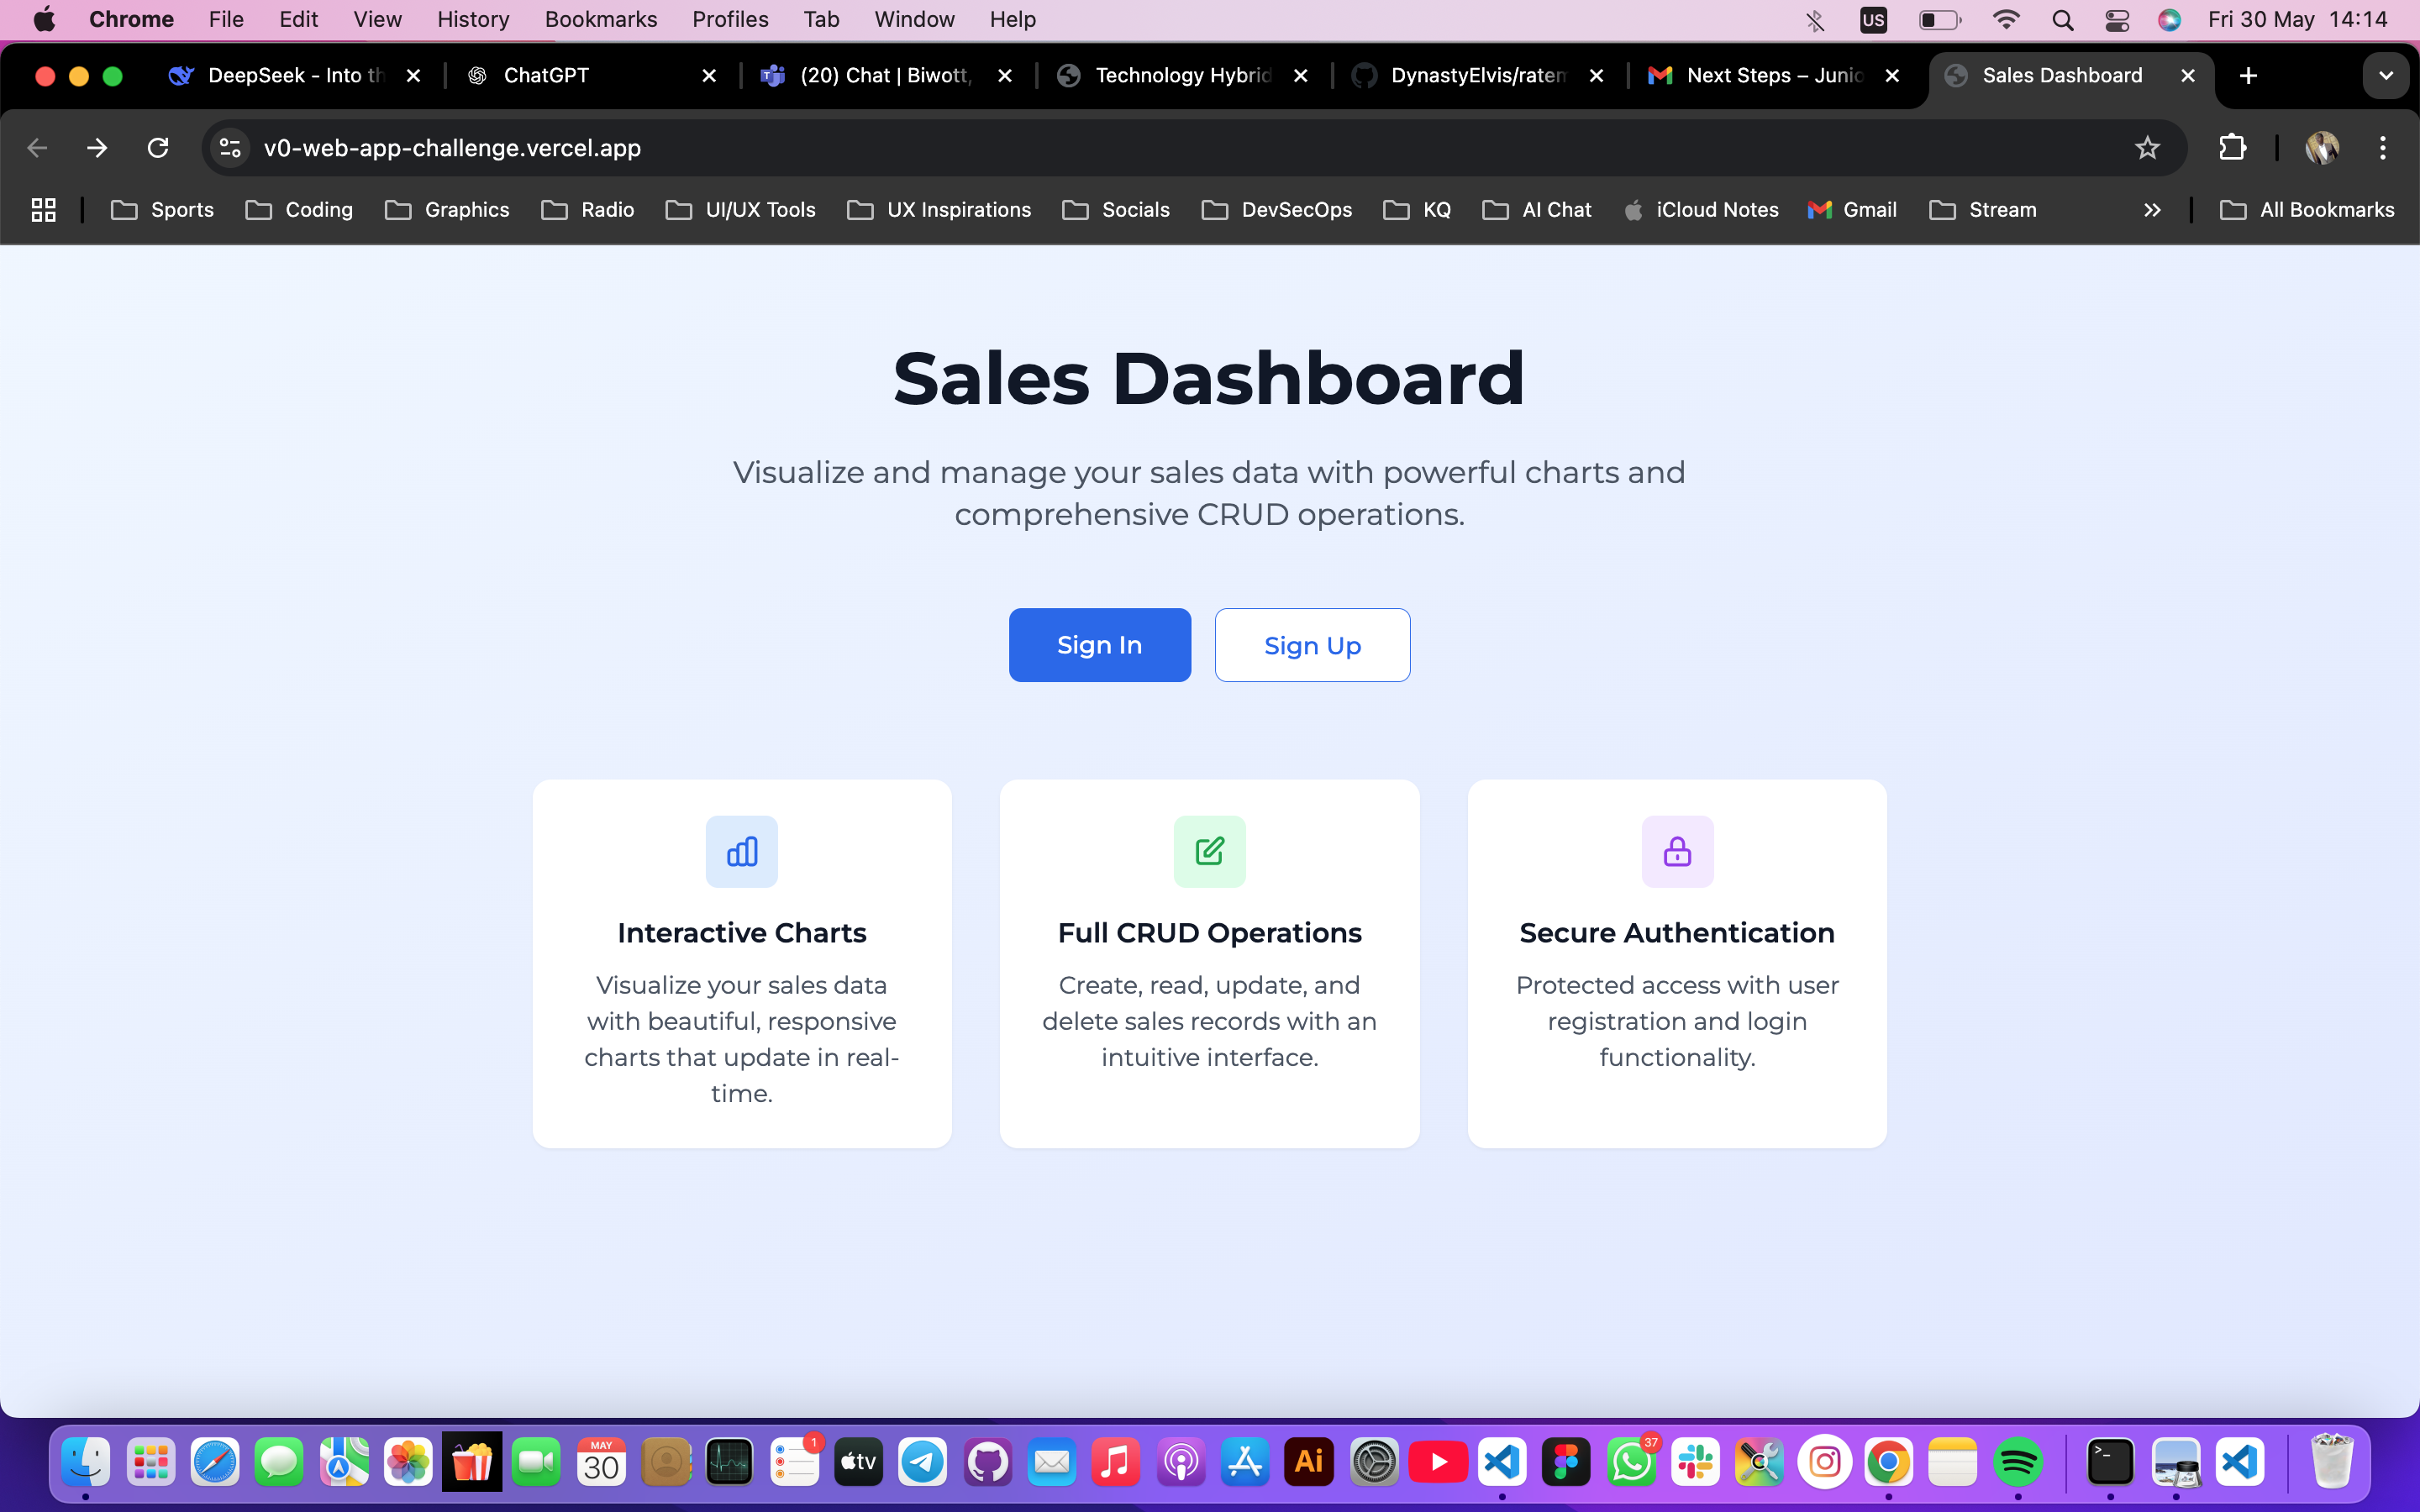 Chrome File Edit View History Bookmarks Profiles Tab Window Help US Fri 30 May 14:14
DeepSeek - Into th ChatGPT (20) Chat | Biwott, Technology Hybrid DynastyElvis/ratem Next Steps – Junio Sales Dashboard
v0-web-app-challenge.vercel.app
Sports Coding Graphics Radio UI/UX Tools UX Inspirations Socials DevSecOps KQ AI Chat iCloud Notes Gmail Stream All Bookmarks
Sales Dashboard
Visualize and manage your sales data with powerful charts and
comprehensive CRUD operations.
Sign In Sign Up
Interactive Charts
Visualize your sales data
with beautiful, responsive
charts that update in real-
time.
Full CRUD Operations
Create, read, update, and
delete sales records with an
intuitive interface.
Secure Authentication
Protected access with user
registration and login
functionality.
MAY
30
1
tv
Ai
37